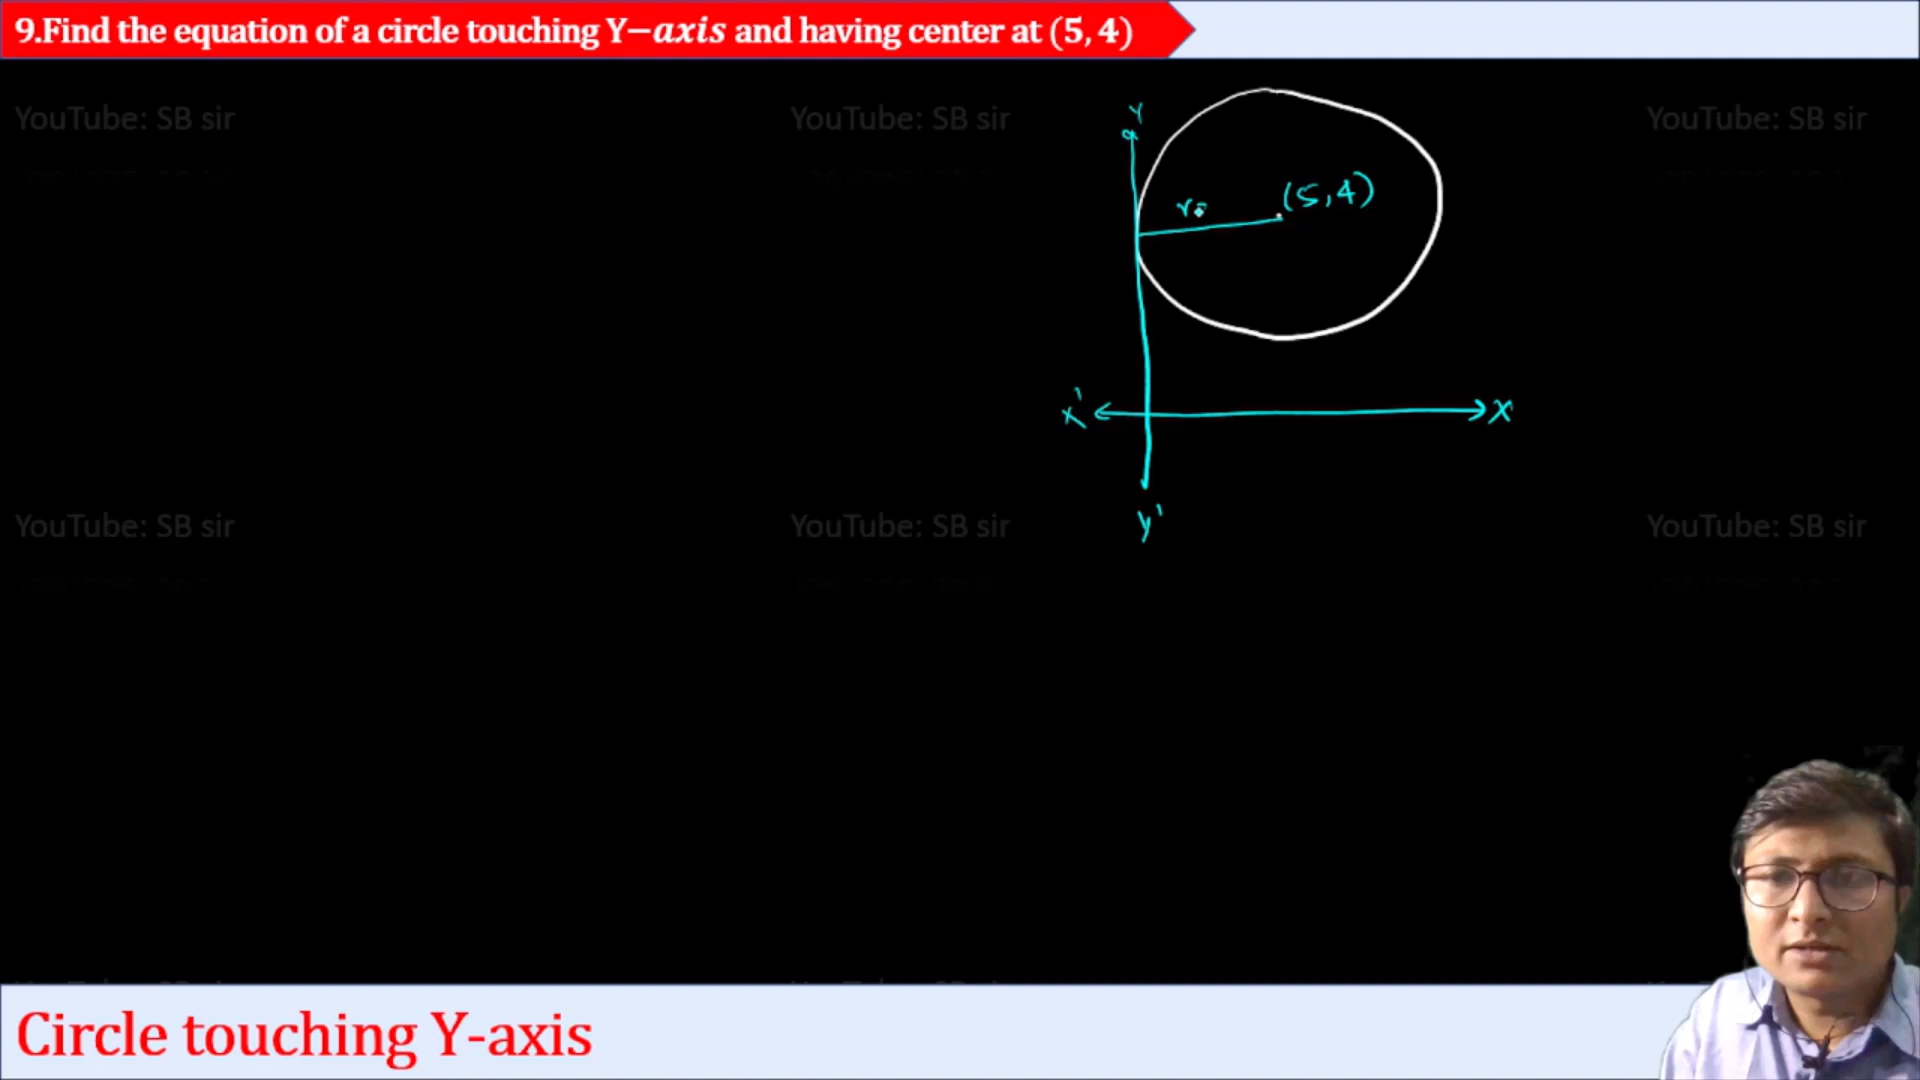 9.Find the equation of a circle touching Y−axis and having center at (5, 4)
YouTube: SB sir YouTube: SB sir YouTube: SB sir
Y
(5,4)
r=
X' X
Y'
YouTube: SB sir YouTube: SB sir YouTube: SB sir
Circle touching Y-axis